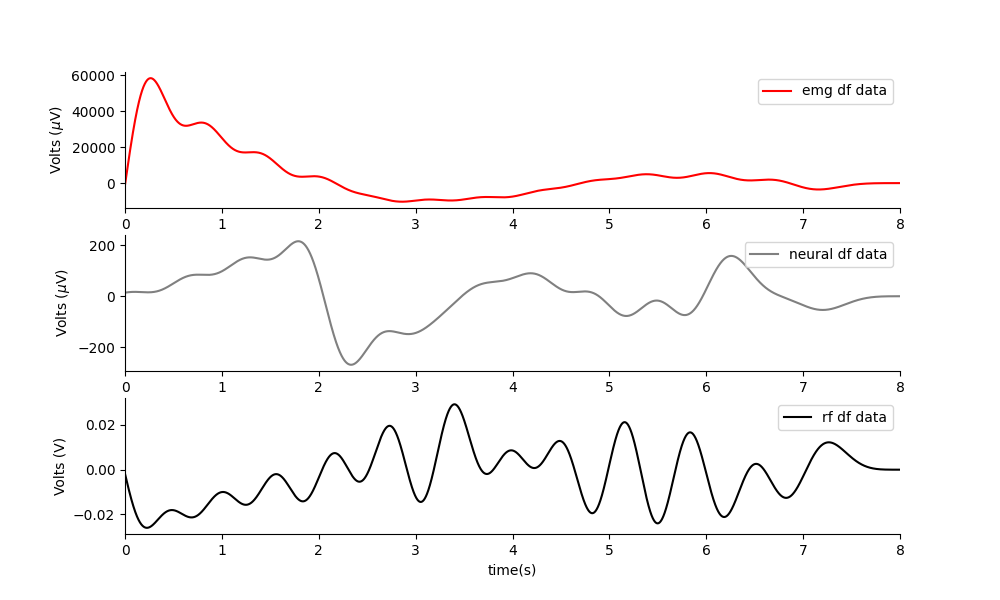 60000
40000
20000
0
Volts (μV)
emg df data
0 1 2 3 4 5 6 7 8
200
0
−200
Volts (μV)
neural df data
0 1 2 3 4 5 6 7 8
0.02
0.00
−0.02
Volts (V)
rf df data
0 1 2 3 4 5 6 7 8
time(s)